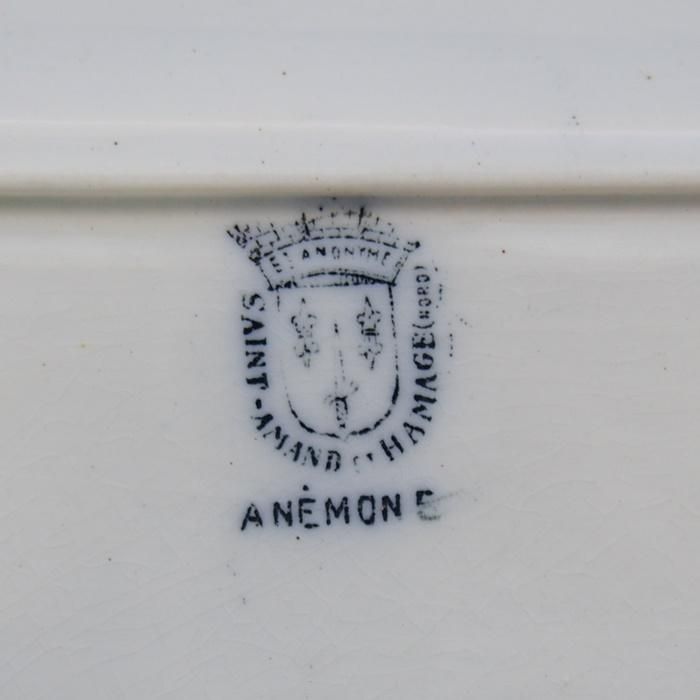 ANONYME
SAINT-AMAND ET HAMAGE (NORD)
ANÉMONE